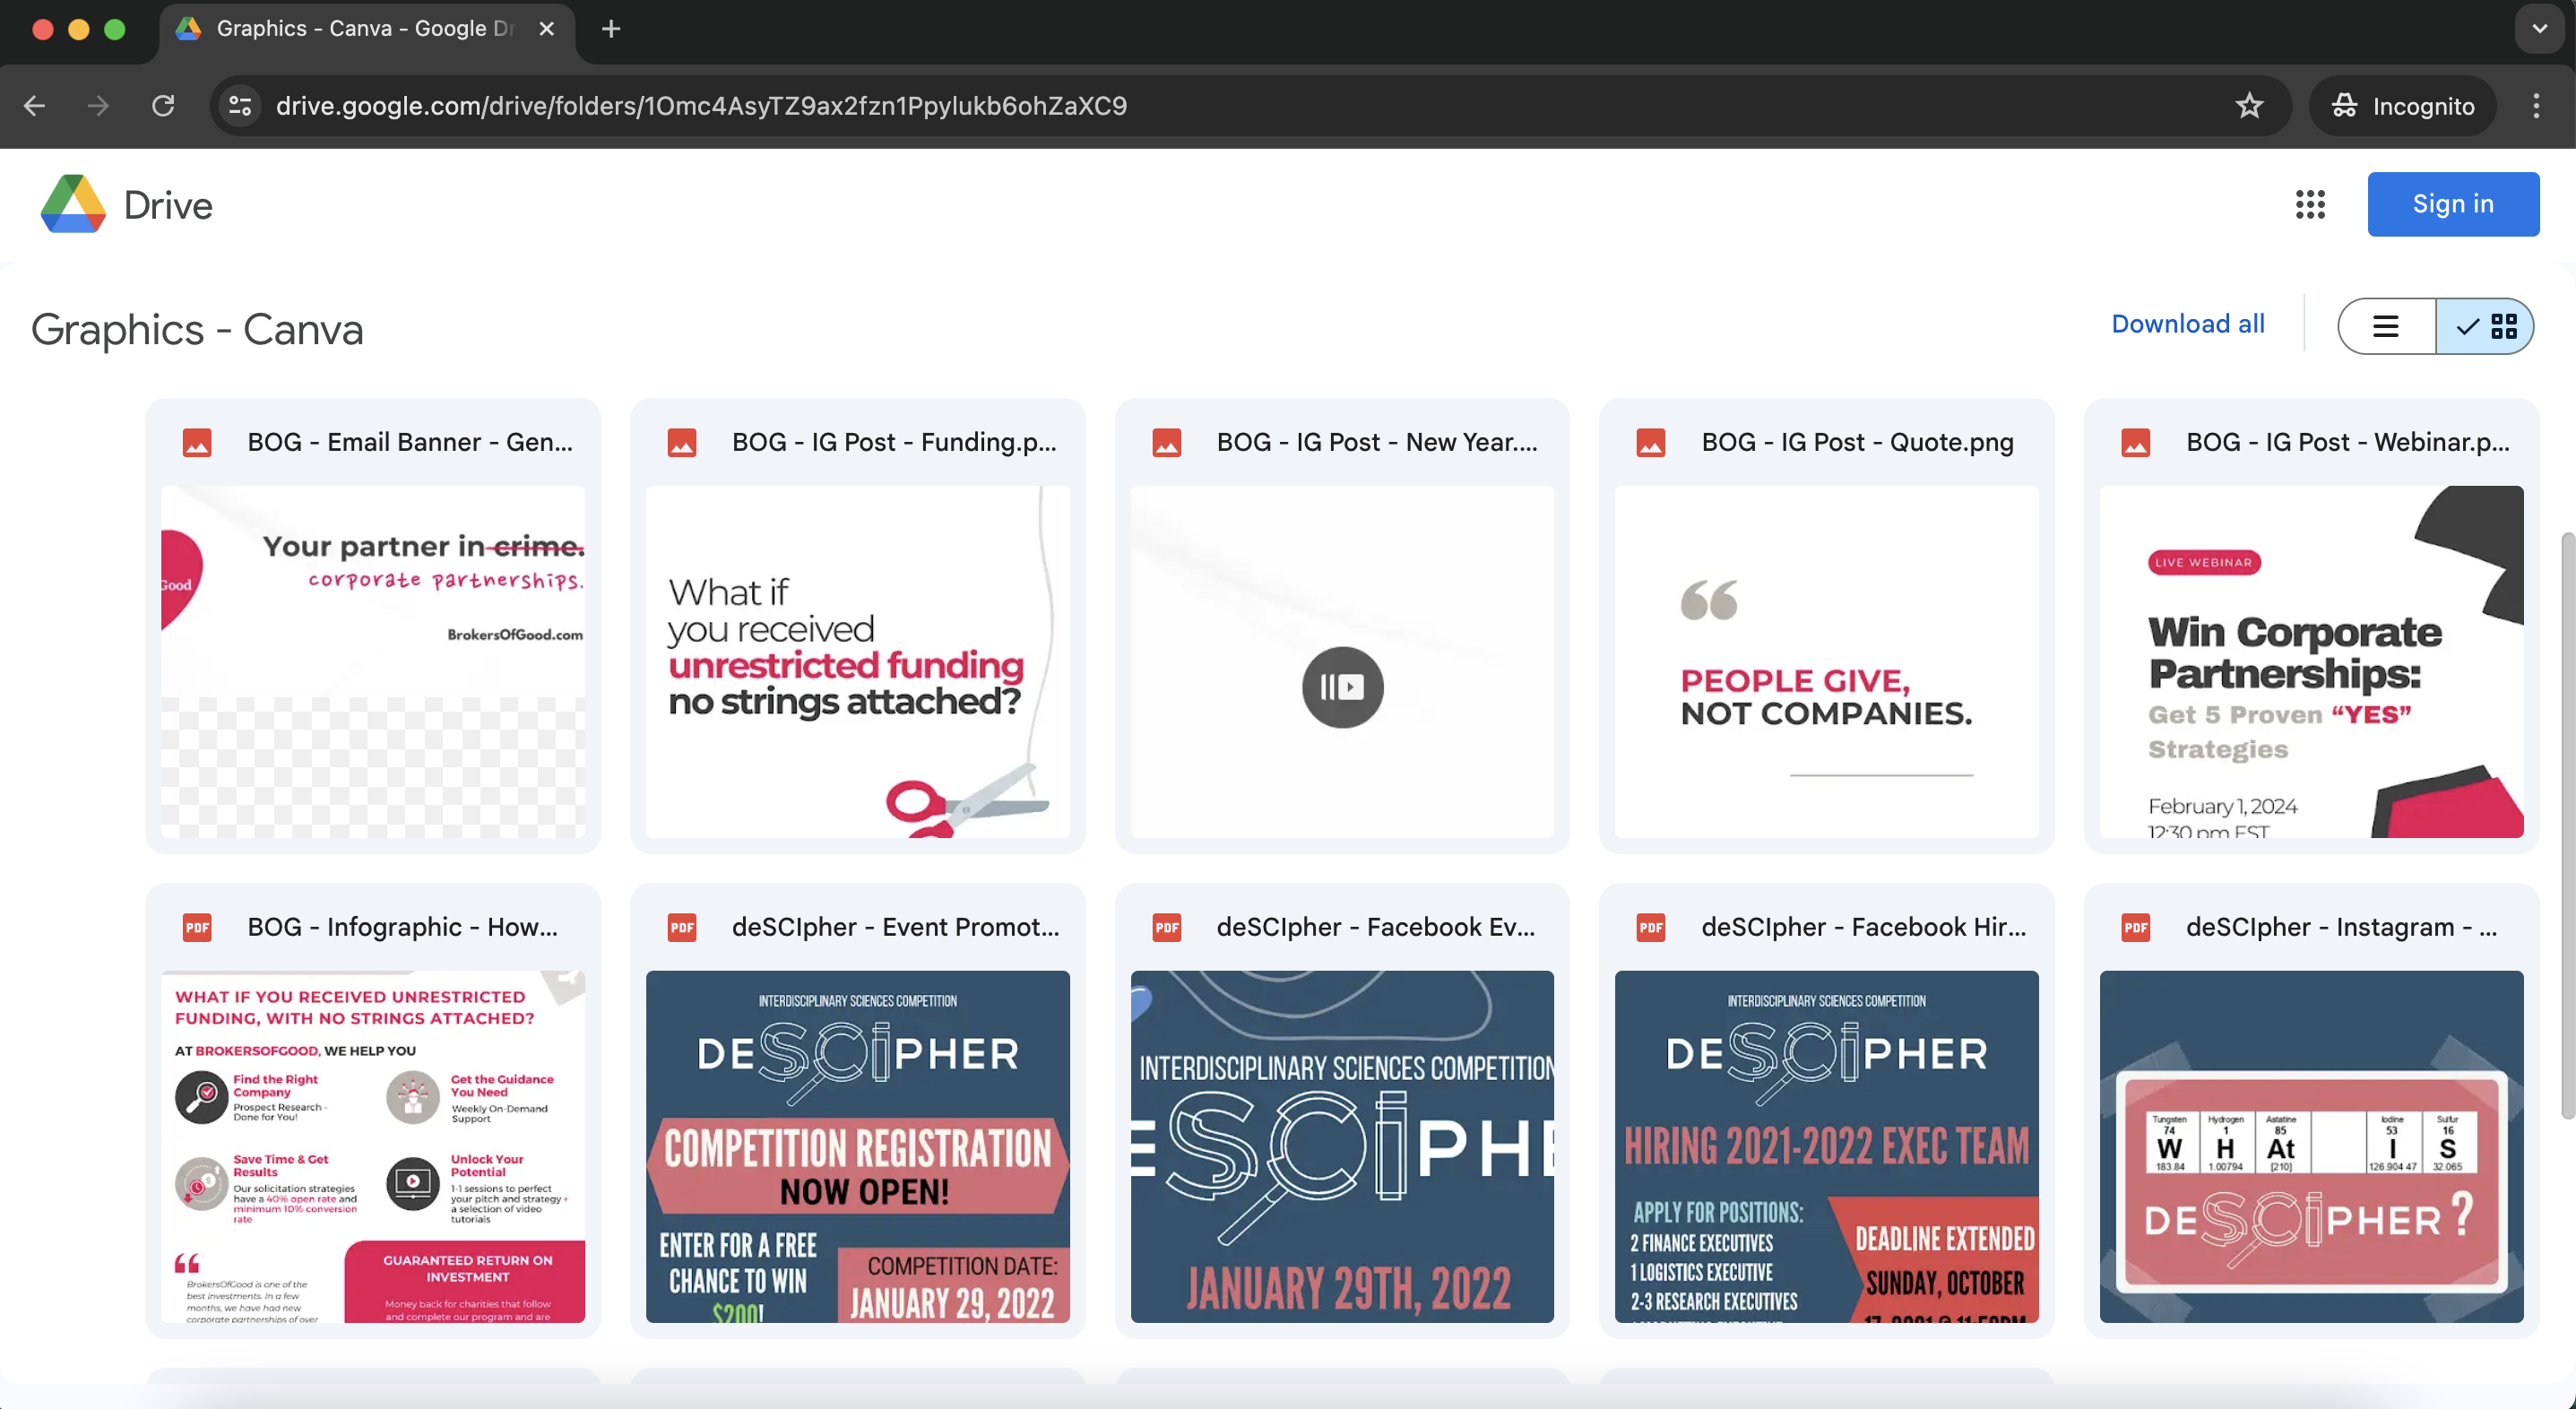 Graphics - Canva - Google Dr
drive.google.com/drive/folders/1Omc4AsyTZ9ax2fzn1Ppylukb6ohZaXC9
Incognito
Drive
Sign in
Graphics - Canva
Download all
BOG - Email Banner - Gen...
Good
Your partner in crime.
corporate partnerships.
BrokersOfGood.com
BOG - IG Post - Funding.p...
What if
you received
unrestricted funding
no strings attached?
BOG - IG Post - New Year....
BOG - IG Post - Quote.png
“
PEOPLE GIVE,
NOT COMPANIES.
BOG - IG Post - Webinar.p...
LIVE WEBINAR
Win Corporate
Partnerships:
Get 5 Proven “YES”
Strategies
February 1, 2024
12:30 pm EST
PDF
BOG - Infographic - How...
WHAT IF YOU RECEIVED UNRESTRICTED
FUNDING, WITH NO STRINGS ATTACHED?
AT BROKERSOFGOOD, WE HELP YOU
Find the Right
Company
Prospect Research -
Done for You!
Get the Guidance
You Need
Weekly On-Demand
Support
Save Time & Get
Results
Our solicitation strategies
have a 40% open rate and
minimum 10% conversion
rate
Unlock Your
Potential
1-1 sessions to perfect
your pitch and strategy +
a selection of video
tutorials
“
BrokersOfGood is one of the
best investments. In a few
months, we have had new
corporate partnerships of over
GUARANTEED RETURN ON
INVESTMENT
Money back for charities that follow
and complete our program and are
PDF
deSCIpher - Event Promot...
INTERDISCIPLINARY SCIENCES COMPETITION
DESCiPHER
COMPETITION REGISTRATION
NOW OPEN!
ENTER FOR A FREE
CHANCE TO WIN
$200!
COMPETITION DATE:
JANUARY 29, 2022
PDF
deSCIpher - Facebook Ev...
INTERDISCIPLINARY SCIENCES COMPETITION
ESCiPHE
JANUARY 29TH, 2022
PDF
deSCIpher - Facebook Hir...
INTERDISCIPLINARY SCIENCES COMPETITION
DESCiPHER
HIRING 2021-2022 EXEC TEAM
APPLY FOR POSITIONS:
2 FINANCE EXECUTIVES
1 LOGISTICS EXECUTIVE
2-3 RESEARCH EXECUTIVES
DEADLINE EXTENDED
SUNDAY, OCTOBER
PDF
deSCIpher - Instagram - ...
Tungsten Hydrogen Astatine Iodine Sulfur
74 1 85 53 16
W H At I S
183.84 1.00794 [210] 126.904 47 32.065
DESCiPHER?